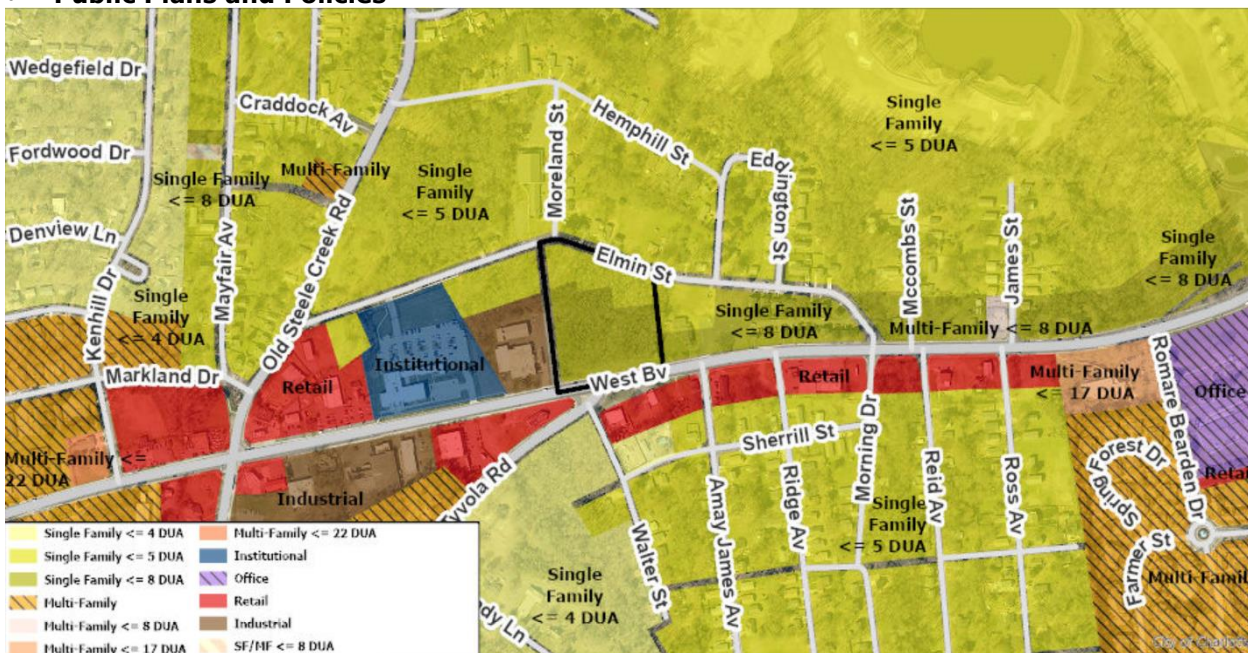 Public Plans and Policies
Wedgefield Dr
Craddock Av
Fordwood Dr
Moreland St
Hemphill St
Eddington St
Single
Family
<= 5 DUA
Multi-Family
Single Family
<= 8 DUA
Single
Family
<= 5 DUA
Denview Ln
Mayfair Av
Old Steele Creek Rd
Elmin St
Mccombs St
James St
Single
Family
<= 8 DUA
Kenhill Dr
Single
Family
<= 4 DUA
Single Family
<= 8 DUA
Multi-Family <= 8 DUA
Markland Dr
Retail
Institutional
West Bv
Retail
Multi-Family
<= 17 DUA
Romare Bearden Dr
Office
Multi-Family <=
22 DUA
Industrial
Tyvola Rd
Sherrill St
Morning Dr
Reid Av
Ross Av
Ridge Av
Amay James Av
Walter St
Single
Family
<= 5 DUA
Spring Forest Dr
Retail
Farmer St
Multi-Famil
Single
Family
<= 4 DUA
dy Ln
Single Family <= 4 DUA
Single Family <= 5 DUA
Single Family <= 8 DUA
Multi-Family
Multi-Family <= 8 DUA
Multi-Family <= 17 DUA
Multi-Family <= 22 DUA
Institutional
Office
Retail
Industrial
SF/MF <= 8 DUA
City of Charlotte